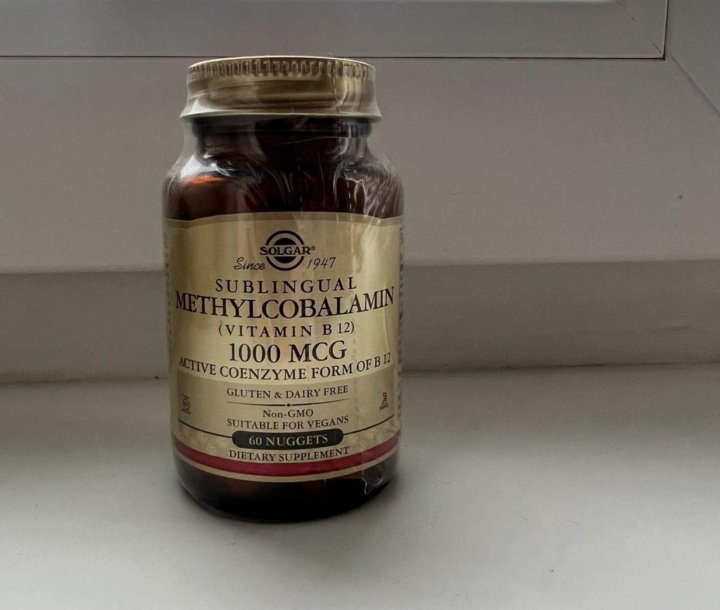 SOLGAR®
Since 1947
SUBLINGUAL
METHYLCOBALAMIN
(VITAMIN B 12)
1000 MCG
ACTIVE COENZYME FORM OF B 12
GLUTEN & DAIRY FREE
Non-GMO
SUITABLE FOR VEGANS
60 NUGGETS
DIETARY SUPPLEMENT